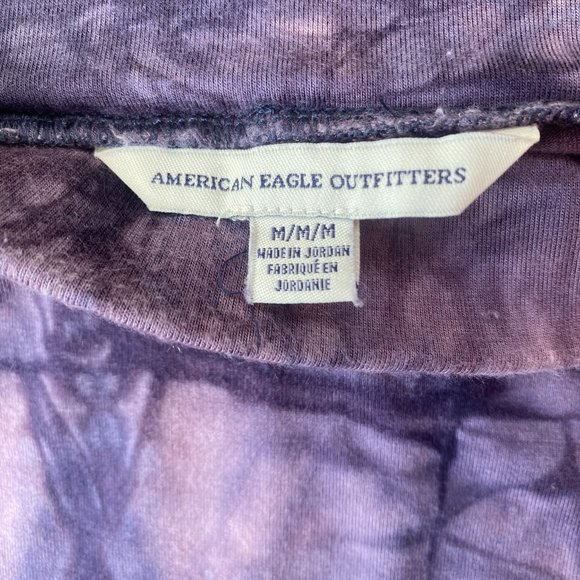 AMERICAN EAGLE OUTFITTERS
M/M/M
MADE IN JORDAN
FABRIQUÉ EN
JORDANIE